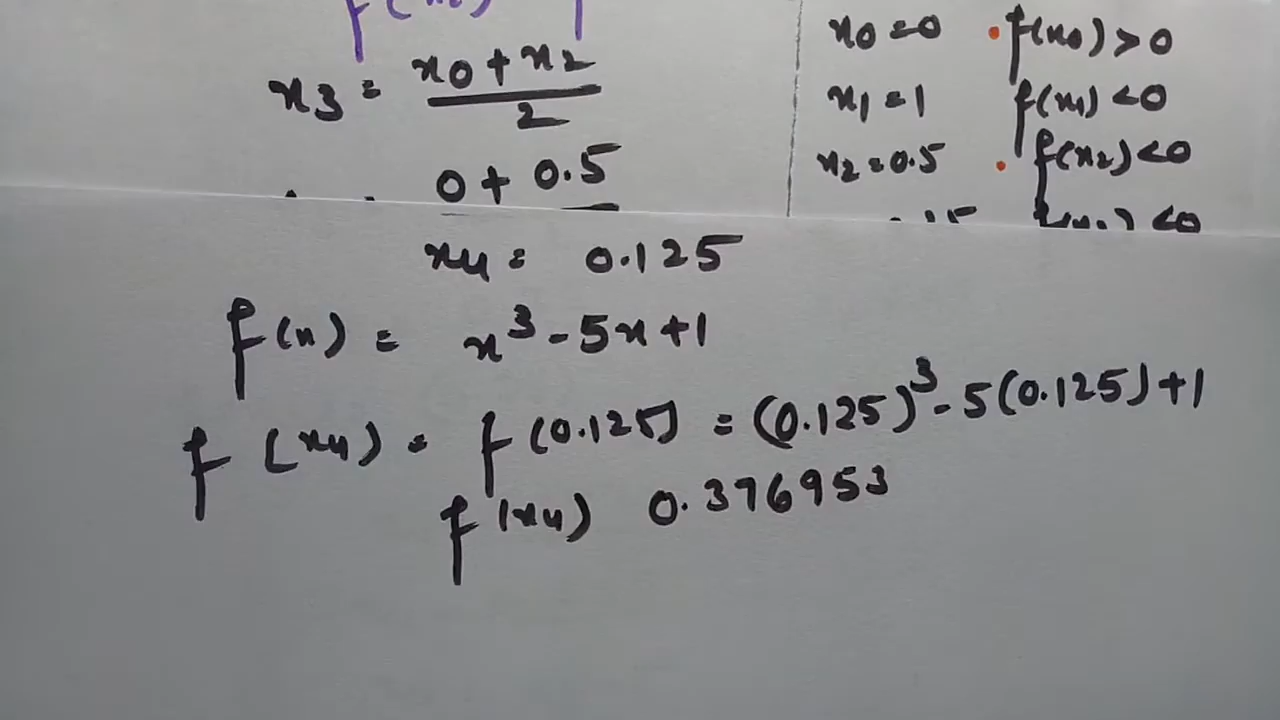 x3 = x0 + x2 / 2
0 + 0.5
x0 = 0 f(x0) > 0
x1 = 1 f(x1) < 0
x2 = 0.5 f(x2) < 0
< 0
x4 = 0.125
f(x) = x³ - 5x + 1
f(x4) = f(0.125) = (0.125)³ - 5(0.125) + 1
f(x4) 0.376953